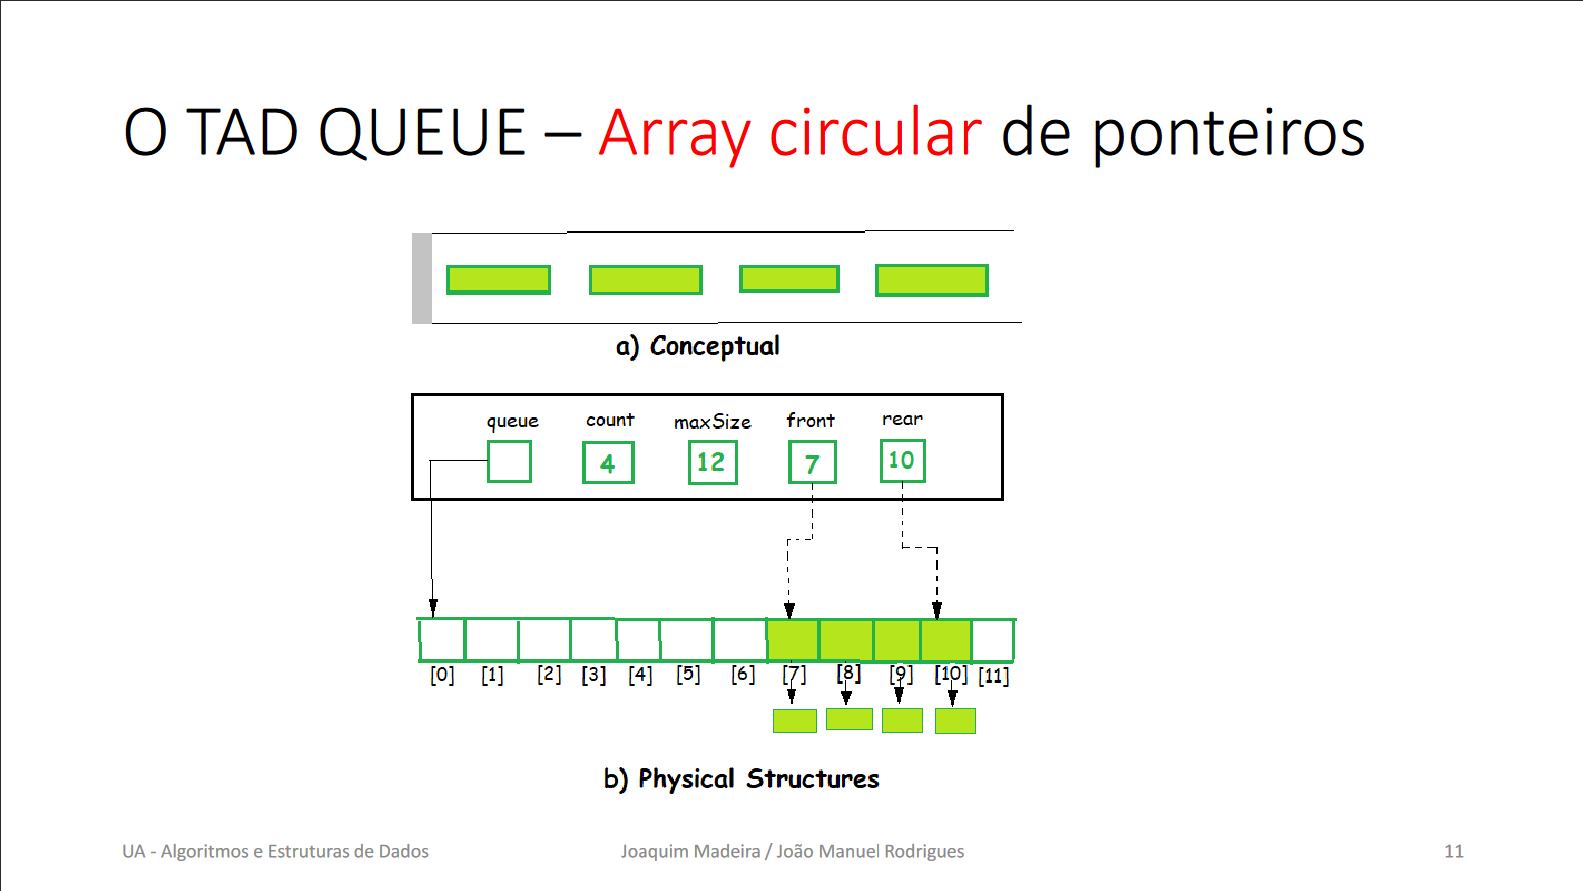 O TAD QUEUE – Array circular de ponteiros
a) Conceptual
queue count maxSize front rear
4 12 7 10
[0] [1] [2] [3] [4] [5] [6] [7] [8] [9] [10] [11]
b) Physical Structures
UA - Algoritmos e Estruturas de Dados Joaquim Madeira / João Manuel Rodrigues 11